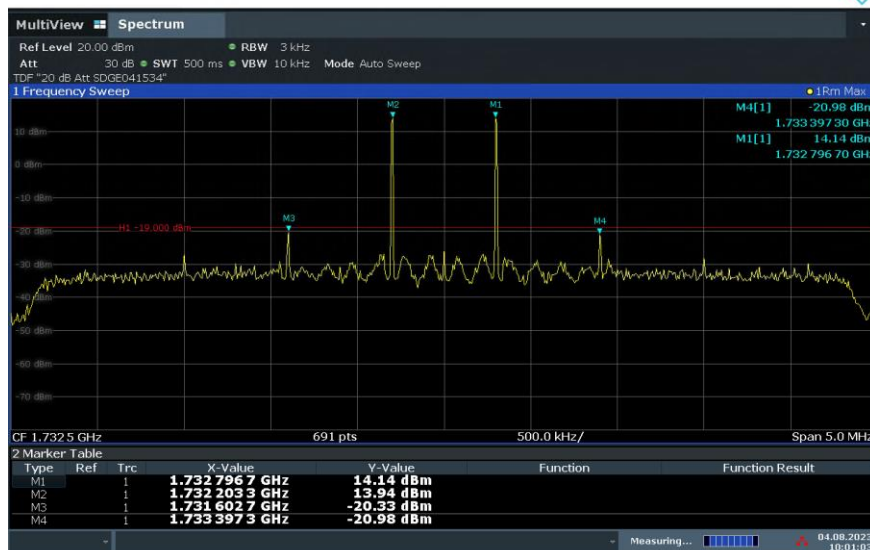 MultiView Spectrum
Ref Level 20.00 dBm RBW 3 kHz
Att 30 dB SWT 500 ms VBW 10 kHz Mode Auto Sweep
TDF "20 dB Att SDGE041534"
1 Frequency Sweep 1Rm Max
M4[1] -20.98 dBm
1.733 397 30 GHz
M1[1] 14.14 dBm
1.732 796 70 GHz
M2 M1
10 dBm
0 dBm
-10 dBm
M3 M4
H1 -19.000 dBm
-20 dBm
-30 dBm
-40 dBm
-50 dBm
-60 dBm
-70 dBm
CF 1.7325 GHz 691 pts 500.0 kHz/ Span 5.0 MHz
2 Marker Table
Type Ref Trc X-Value Y-Value Function Function Result
M1 1 1.732 796 7 GHz 14.14 dBm
M2 1 1.732 203 3 GHz 13.94 dBm
M3 1 1.731 602 7 GHz -20.33 dBm
M4 1 1.733 397 3 GHz -20.98 dBm
Measuring... 04.08.2023
10:01:03